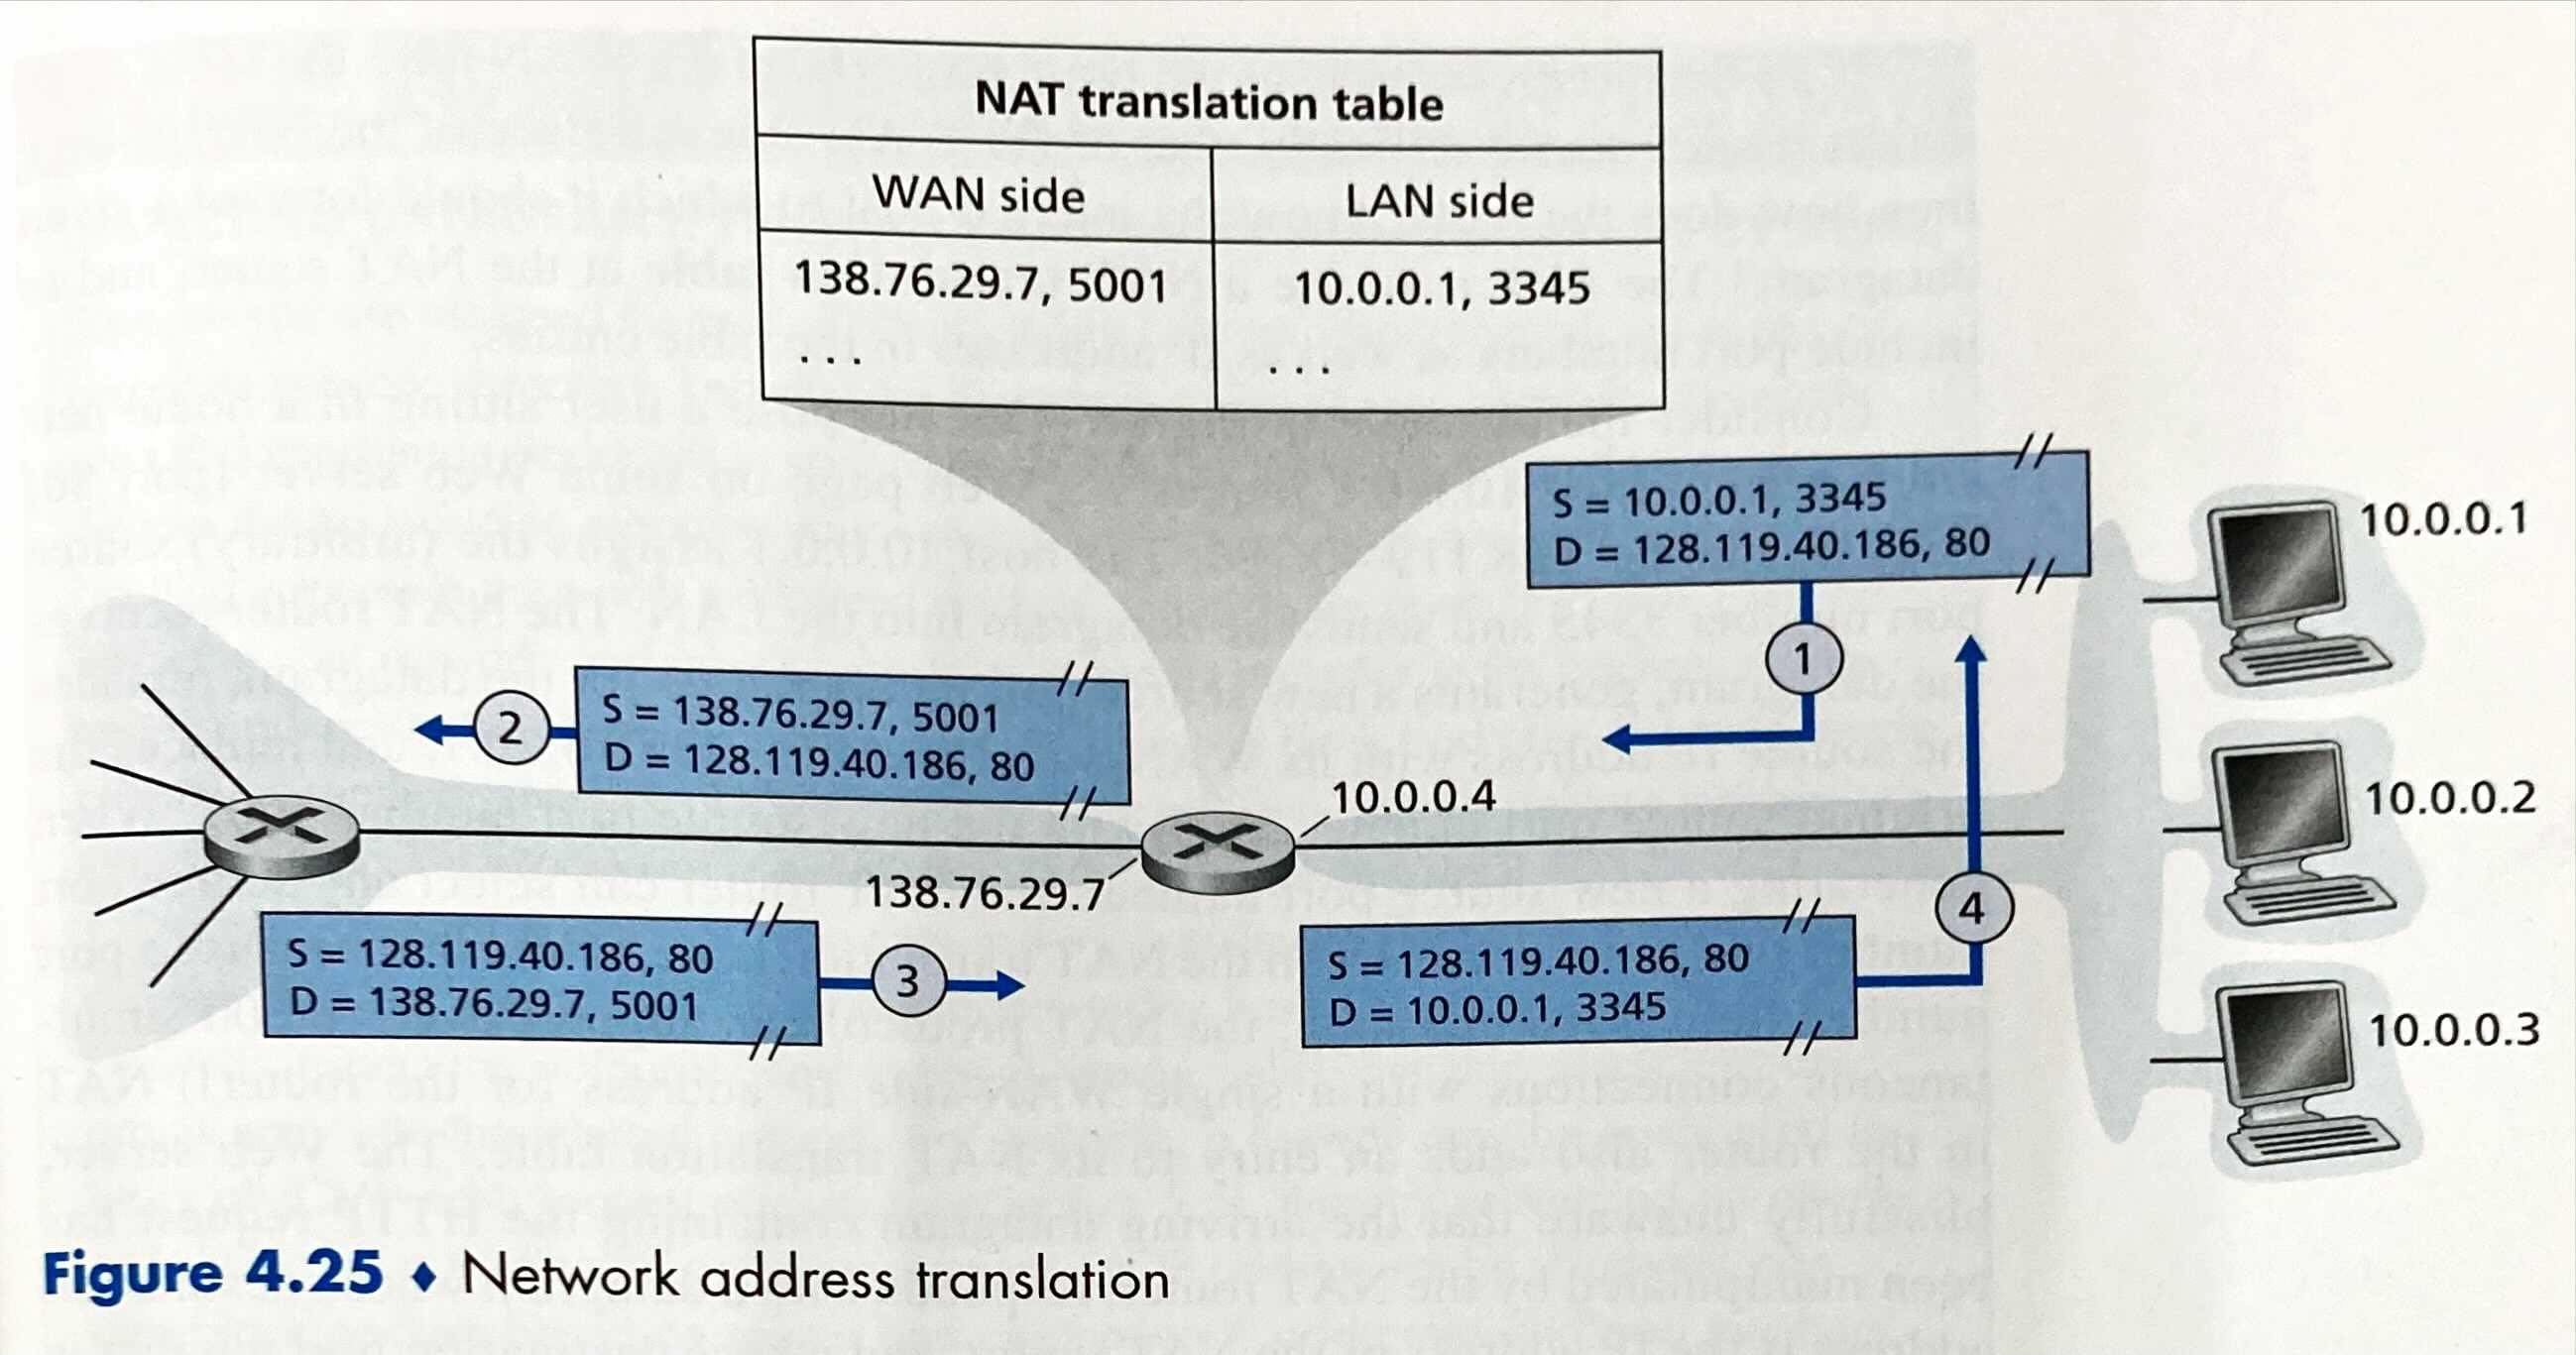 NAT translation table
WAN side
LAN side
138.76.29.7, 5001
10.0.0.1, 3345
. . .
. . .
S = 10.0.0.1, 3345
D = 128.119.40.186, 80
10.0.0.1
1
S = 138.76.29.7, 5001
D = 128.119.40.186, 80
2
10.0.0.4
10.0.0.2
138.76.29.7
4
S = 128.119.40.186, 80
D = 138.76.29.7, 5001
3
S = 128.119.40.186, 80
D = 10.0.0.1, 3345
10.0.0.3
Figure 4.25 ♦ Network address translation